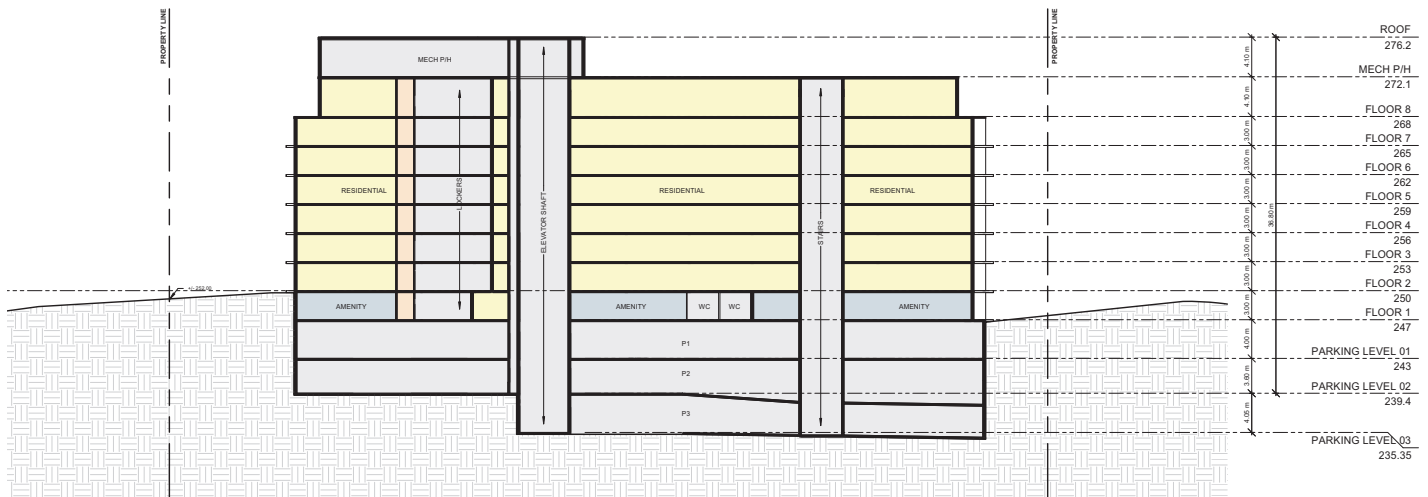 PROPERTY LINE
PROPERTY LINE
ROOF
276.2
4.10 m
MECH P/H
MECH P/H
272.1
4.10 m
FLOOR 8
268
3.00 m
FLOOR 7
265
3.00 m
FLOOR 6
262
RESIDENTIAL
LOCKERS
ELEVATOR SHAFT
RESIDENTIAL
STAIRS
RESIDENTIAL
3.00 m
36.80 m
FLOOR 5
259
3.00 m
FLOOR 4
256
3.00 m
FLOOR 3
253
3.00 m
FLOOR 2
250
AMENITY
AMENITY
WC
WC
AMENITY
3.00 m
FLOOR 1
247
P1
4.00 m
PARKING LEVEL 01
243
P2
3.60 m
PARKING LEVEL 02
239.4
P3
4.05 m
PARKING LEVEL 03
235.35